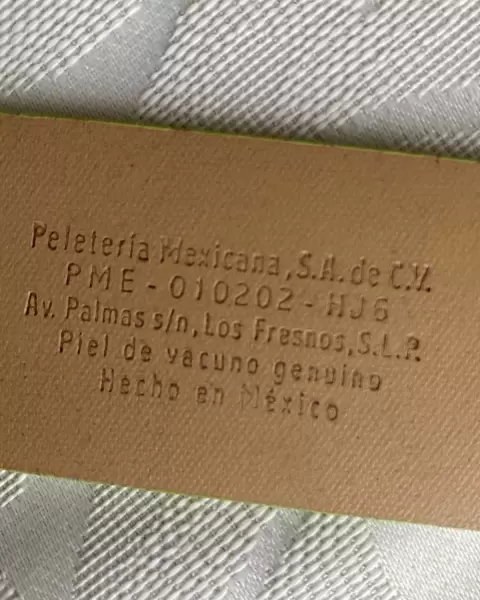 Peletería Mexicana, S.A. de C.V.
PME - 010202 - HJ6
Av. Palmas s/n, Los Fresnos, S.L.P.
Piel de vacuno genuino
Hecho en México